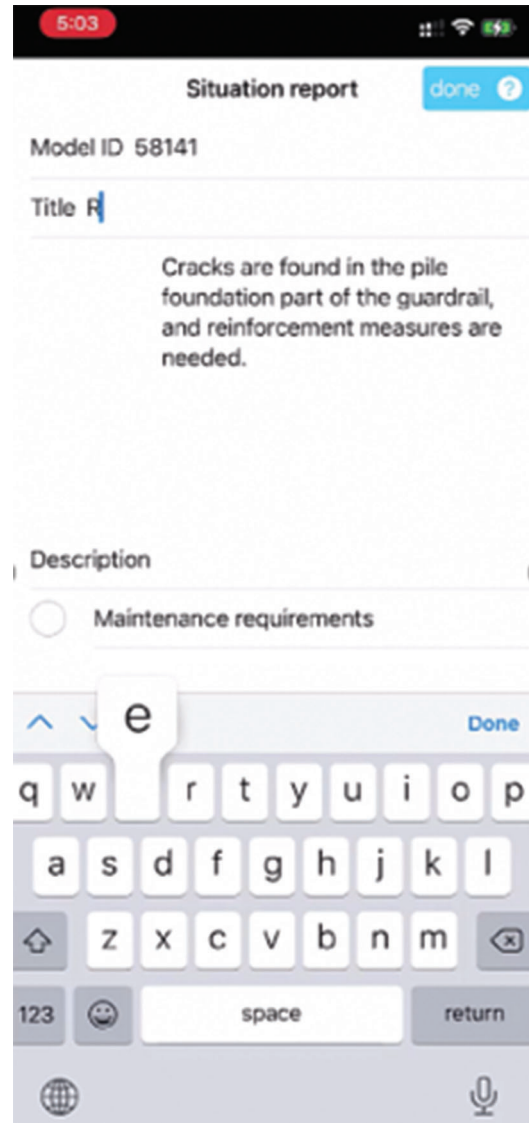 5:03
Situation report
done ?
Model ID 58141
Title R
Cracks are found in the pile
foundation part of the guardrail,
and reinforcement measures are
needed.
Description
Maintenance requirements
e
Done
q w r t y u i o p
a s d f g h j k l
z x c v b n m
123 space return